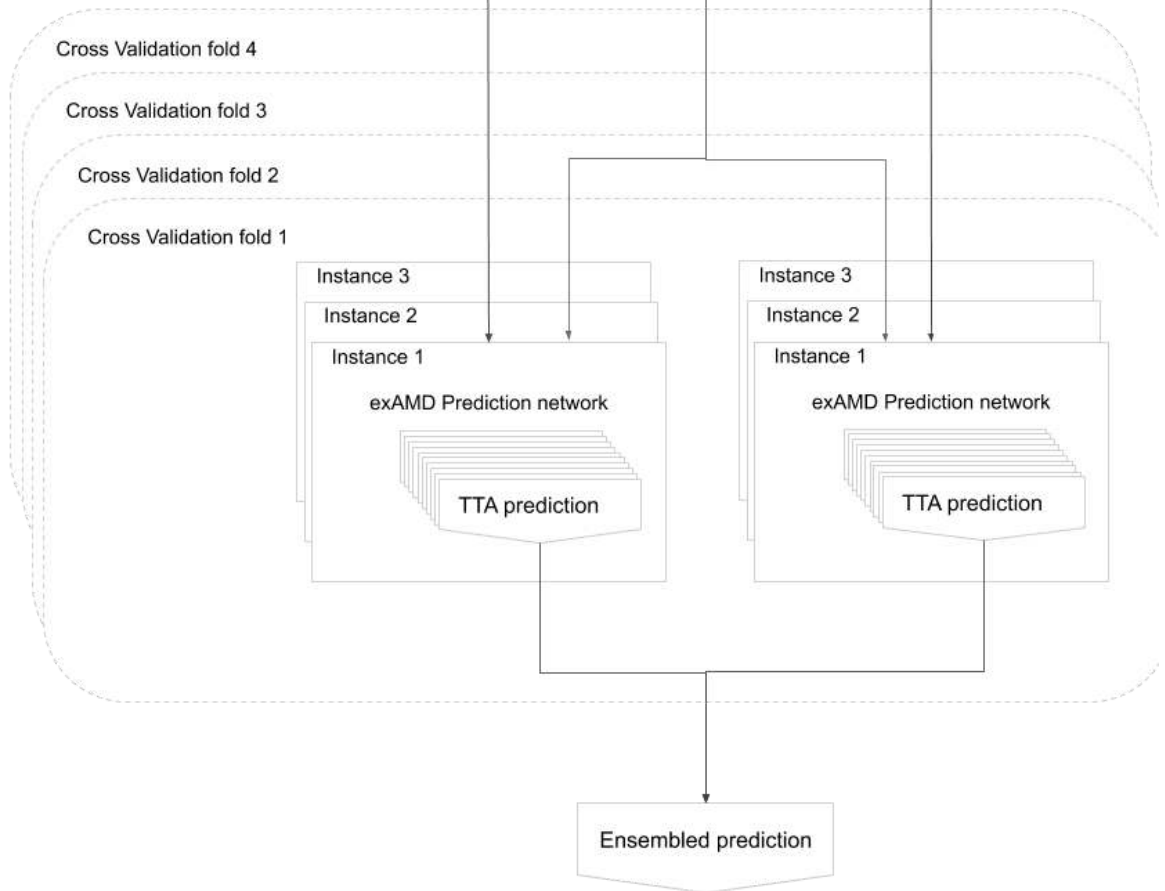 Cross Validation fold 4
Cross Validation fold 3
Cross Validation fold 2
Cross Validation fold 1
Instance 3
Instance 2
Instance 1
exAMD Prediction network
TTA prediction
Instance 3
Instance 2
Instance 1
exAMD Prediction network
TTA prediction
Ensembled prediction